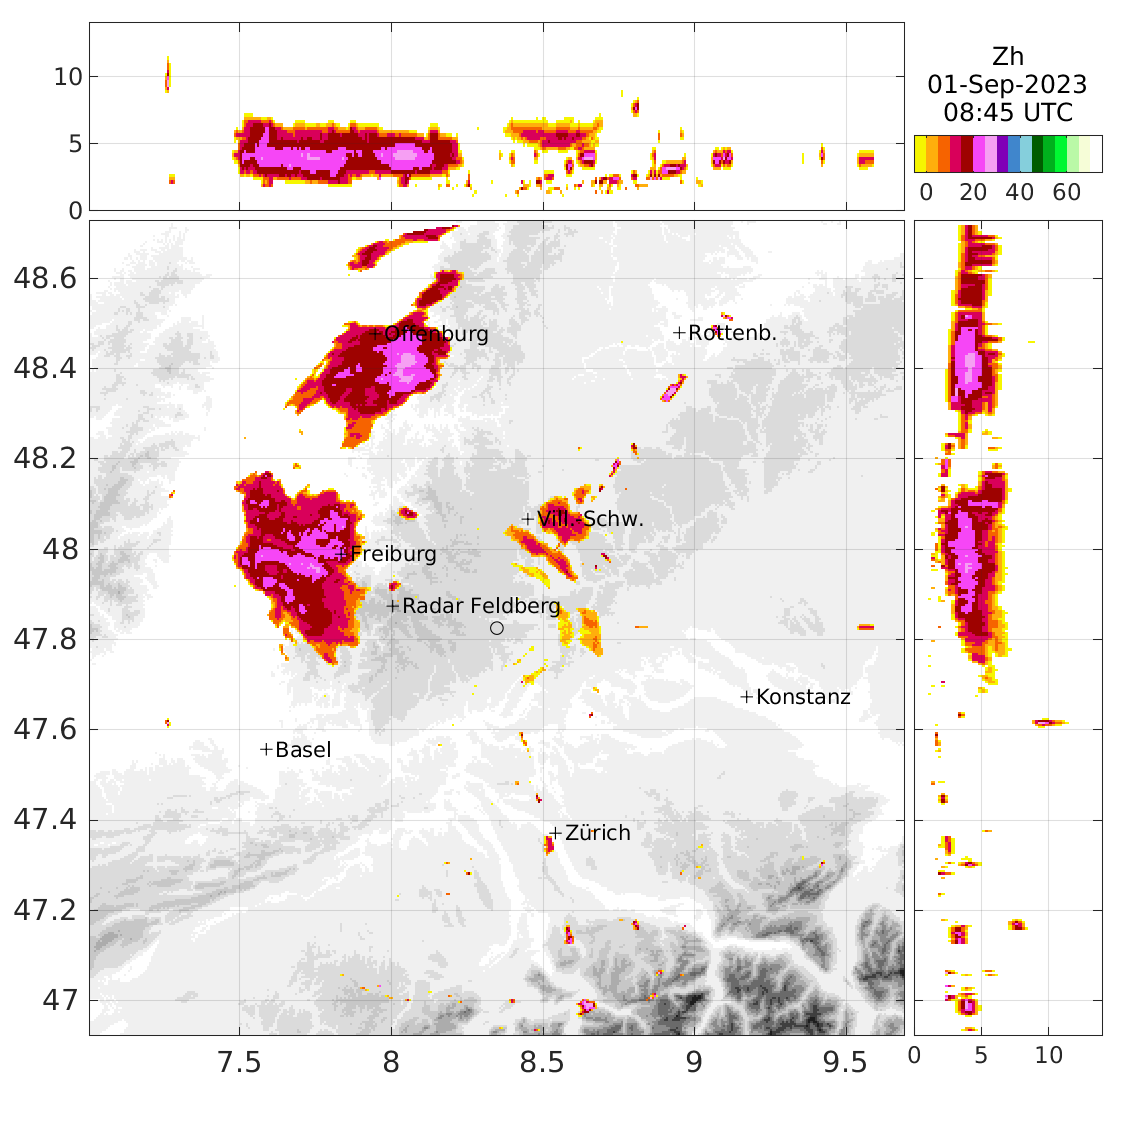 10
5
0
Zh
01-Sep-2023
08:45 UTC
0 20 40 60
48.6
48.4
48.2
48
47.8
47.6
47.4
47.2
47
+Offenburg
+Rottenb.
+Vill.-Schw.
+Freiburg
+Radar Feldberg
+Konstanz
+Basel
+Zürich
7.5 8 8.5 9 9.5
0 5 10